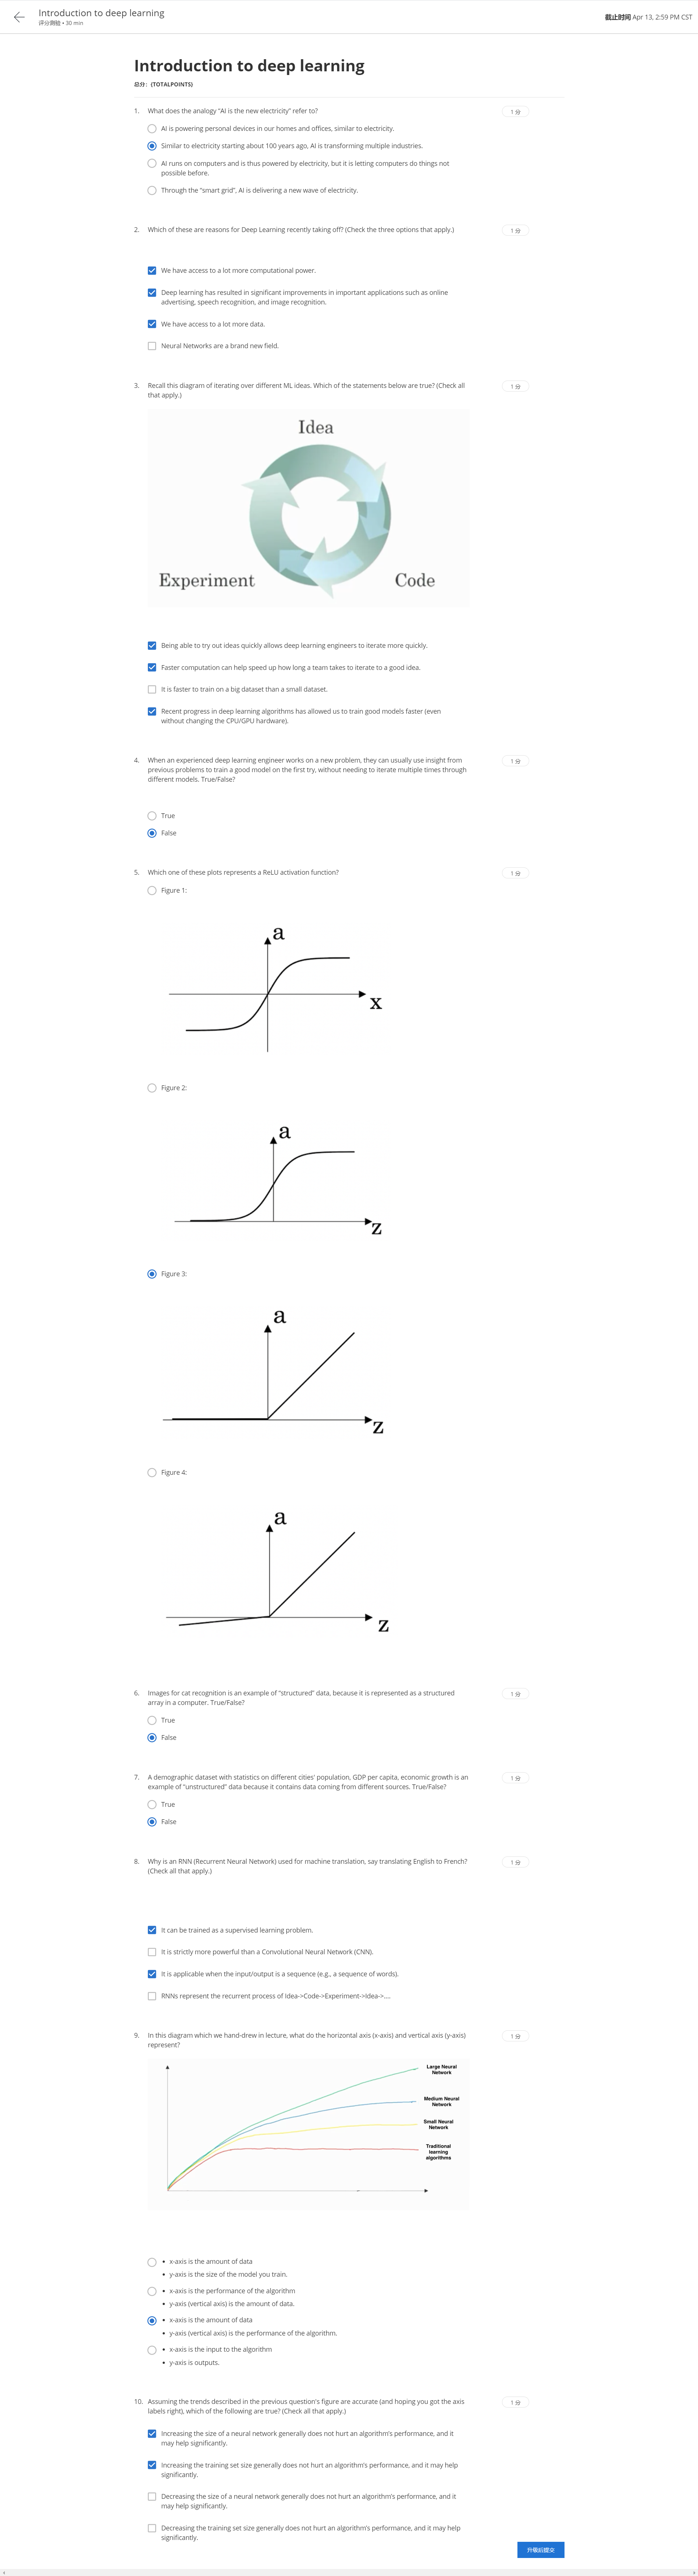 Introduction to deep learning
评分测验 • 30 min
截止时间 Apr 13, 2:59 PM CST
Introduction to deep learning
总分: (TOTALPOINTS)
1. What does the analogy “AI is the new electricity” refer to?
1 分
AI is powering personal devices in our homes and offices, similar to electricity.
Similar to electricity starting about 100 years ago, AI is transforming multiple industries.
AI runs on computers and is thus powered by electricity, but it is letting computers do things not
possible before.
Through the “smart grid”, AI is delivering a new wave of electricity.
2. Which of these are reasons for Deep Learning recently taking off? (Check the three options that apply.)
1 分
We have access to a lot more computational power.
Deep learning has resulted in significant improvements in important applications such as online
advertising, speech recognition, and image recognition.
We have access to a lot more data.
Neural Networks are a brand new field.
3. Recall this diagram of iterating over different ML ideas. Which of the statements below are true? (Check all
that apply.)
1 分
Idea
Experiment
Code
Being able to try out ideas quickly allows deep learning engineers to iterate more quickly.
Faster computation can help speed up how long a team takes to iterate to a good idea.
It is faster to train on a big dataset than a small dataset.
Recent progress in deep learning algorithms has allowed us to train good models faster (even
without changing the CPU/GPU hardware).
4. When an experienced deep learning engineer works on a new problem, they can usually use insight from
previous problems to train a good model on the first try, without needing to iterate multiple times through
different models. True/False?
1 分
True
False
5. Which one of these plots represents a ReLU activation function?
1 分
Figure 1:
a
x
Figure 2:
a
z
Figure 3:
a
z
Figure 4:
a
z
6. Images for cat recognition is an example of “structured” data, because it is represented as a structured
array in a computer. True/False?
1 分
True
False
7. A demographic dataset with statistics on different cities' population, GDP per capita, economic growth is an
example of “unstructured” data because it contains data coming from different sources. True/False?
1 分
True
False
8. Why is an RNN (Recurrent Neural Network) used for machine translation, say translating English to French?
(Check all that apply.)
1 分
It can be trained as a supervised learning problem.
It is strictly more powerful than a Convolutional Neural Network (CNN).
It is applicable when the input/output is a sequence (e.g., a sequence of words).
RNNs represent the recurrent process of Idea->Code->Experiment->Idea->....
9. In this diagram which we hand-drew in lecture, what do the horizontal axis (x-axis) and vertical axis (y-axis)
represent?
1 分
Large Neural
Network
Medium Neural
Network
Small Neural
Network
Traditional
learning
algorithms
• x-axis is the amount of data
• y-axis is the size of the model you train.
• x-axis is the performance of the algorithm
• y-axis (vertical axis) is the amount of data.
• x-axis is the amount of data
• y-axis (vertical axis) is the performance of the algorithm.
• x-axis is the input to the algorithm
• y-axis is outputs.
10. Assuming the trends described in the previous question's figure are accurate (and hoping you got the axis
labels right), which of the following are true? (Check all that apply.)
1 分
Increasing the size of a neural network generally does not hurt an algorithm’s performance, and it
may help significantly.
Increasing the training set size generally does not hurt an algorithm’s performance, and it may help
significantly.
Decreasing the size of a neural network generally does not hurt an algorithm’s performance, and it
may help significantly.
Decreasing the training set size generally does not hurt an algorithm’s performance, and it may help
significantly.
升级后提交